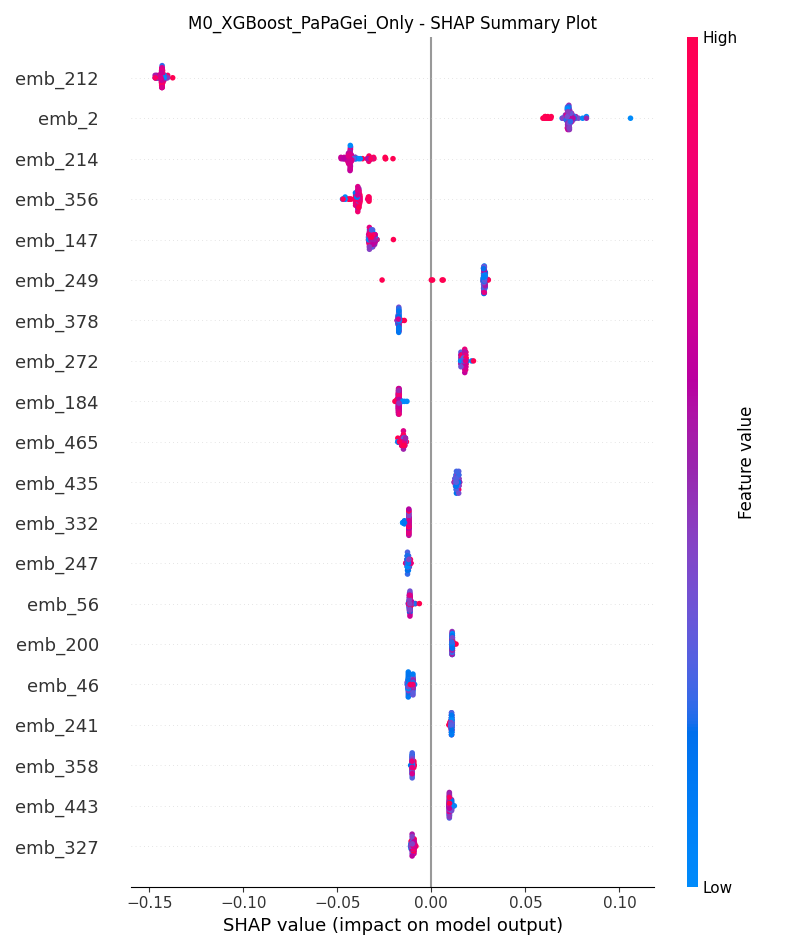 M0_XGBoost_PaPaGei_Only - SHAP Summary Plot
High
emb_212
emb_2
emb_214
emb_356
emb_147
emb_249
emb_378
emb_272
emb_184
emb_465
emb_435
emb_332
emb_247
emb_56
emb_200
emb_46
emb_241
emb_358
emb_443
emb_327
Feature value
Low
−0.15 −0.10 −0.05 0.00 0.05 0.10
SHAP value (impact on model output)